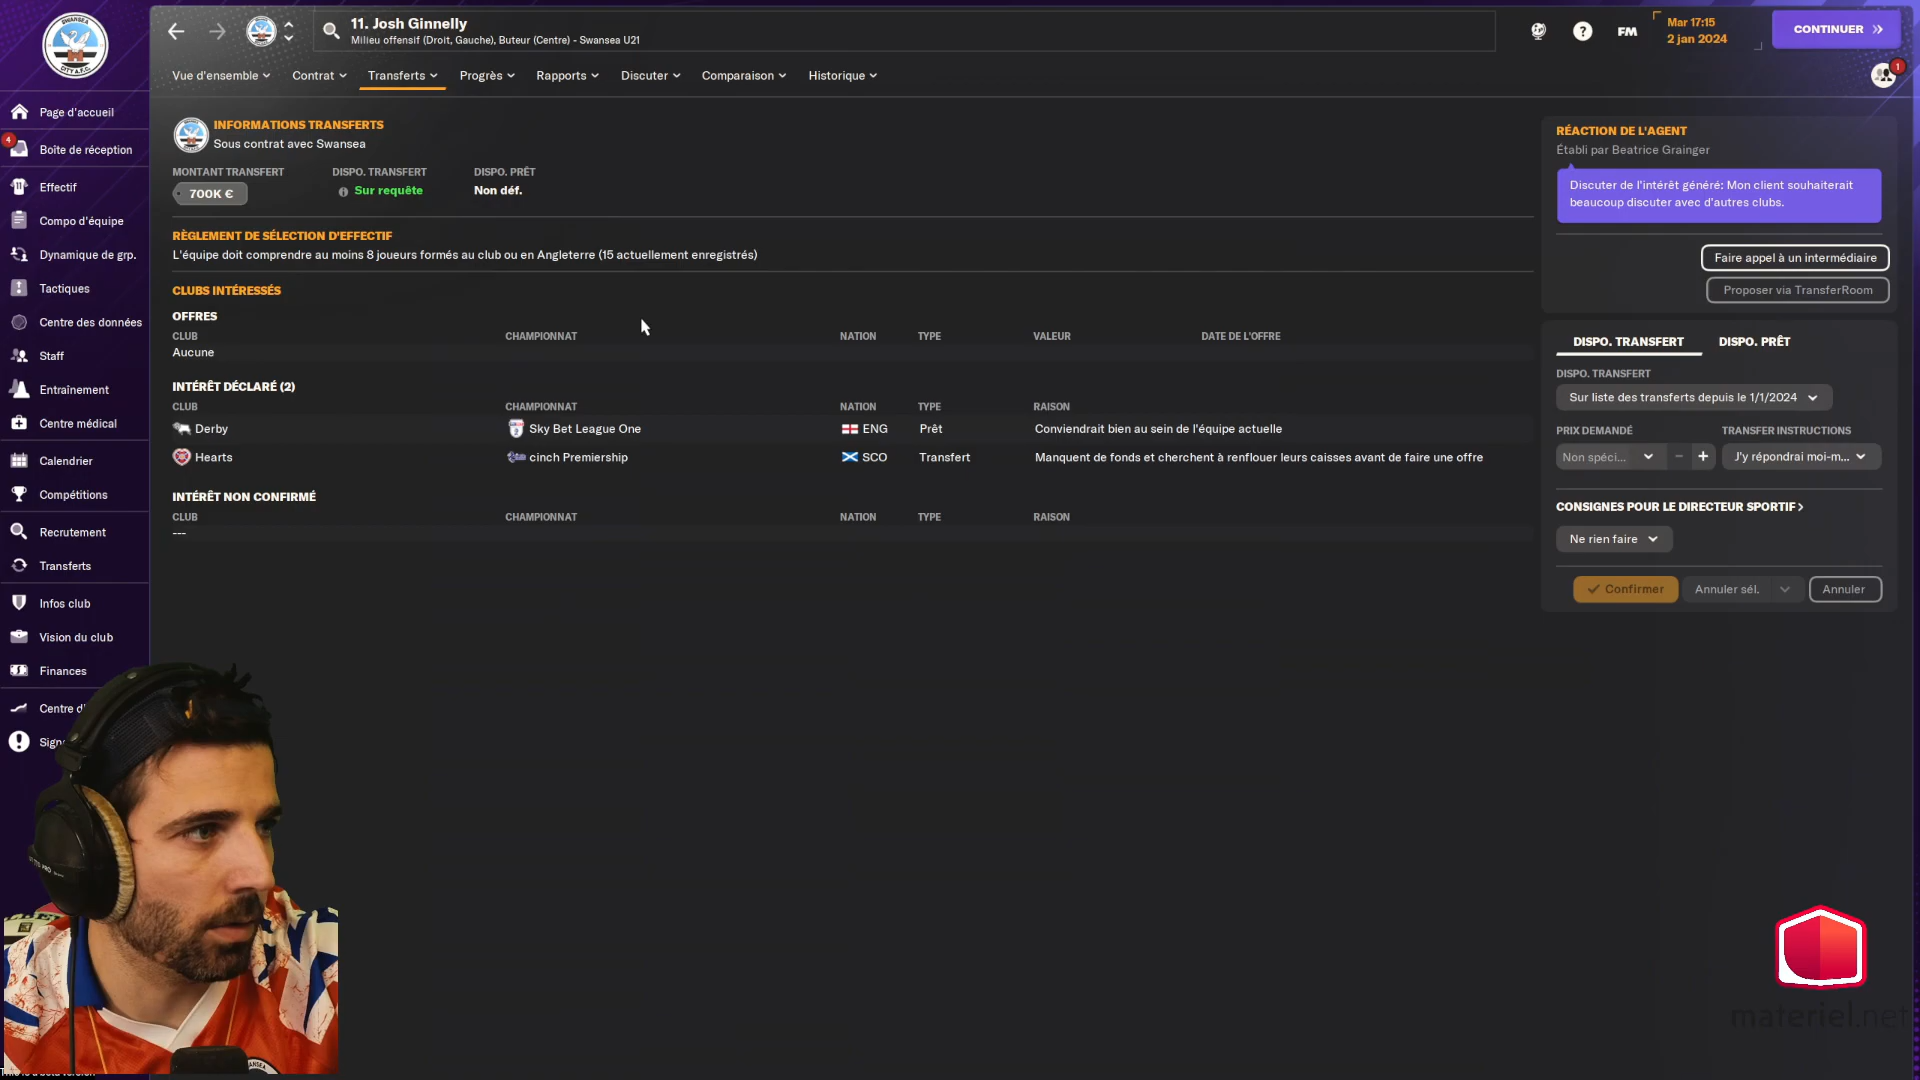 11. Josh Ginnelly
Milieu offensif (Droit, Gauche), Buteur (Centre) - Swansea U21
FM
Mar 17:15
2 jan 2024
CONTINUER
Vue d'ensemble
Contrat
Transferts
Progrès
Rapports
Discuter
Comparaison
Historique
1
SWANSEA
CITY A.F.C.
Page d'accueil
4
Boîte de réception
Effectif
Compo d'équipe
Dynamique de grp.
Tactiques
Centre des données
Staff
Entraînement
Centre médical
Calendrier
Compétitions
Recrutement
Transferts
Infos club
Vision du club
Finances
Centre d
INFORMATIONS TRANSFERTS
Sous contrat avec Swansea
MONTANT TRANSFERT
DISPO. TRANSFERT
DISPO. PRÊT
700K €
Sur requête
Non déf.
RÈGLEMENT DE SÉLECTION D'EFFECTIF
L'équipe doit comprendre au moins 8 joueurs formés au club ou en Angleterre (15 actuellement enregistrés)
CLUBS INTÉRESSÉS
OFFRES
CLUB CHAMPIONNAT NATION TYPE VALEUR DATE DE L'OFFRE
Aucune
INTÉRÊT DÉCLARÉ (2)
CLUB CHAMPIONNAT NATION TYPE RAISON
Derby Sky Bet League One ENG Prêt Conviendrait bien au sein de l'équipe actuelle
Hearts cinch Premiership SCO Transfert Manquent de fonds et cherchent à renflouer leurs caisses avant de faire une offre
INTÉRÊT NON CONFIRMÉ
CLUB CHAMPIONNAT NATION TYPE RAISON
---
RÉACTION DE L'AGENT
Établi par Beatrice Grainger
Discuter de l'intérêt généré: Mon client souhaiterait
beaucoup discuter avec d'autres clubs.
Faire appel à un intermédiaire
Proposer via TransferRoom
DISPO. TRANSFERT
DISPO. PRÊT
DISPO. TRANSFERT
Sur liste des transferts depuis le 1/1/2024
PRIX DEMANDÉ
TRANSFER INSTRUCTIONS
Non spéci...
J'y répondrai moi-m...
CONSIGNES POUR LE DIRECTEUR SPORTIF >
Ne rien faire
Confirmer
Annuler sél.
Annuler
materiel.net